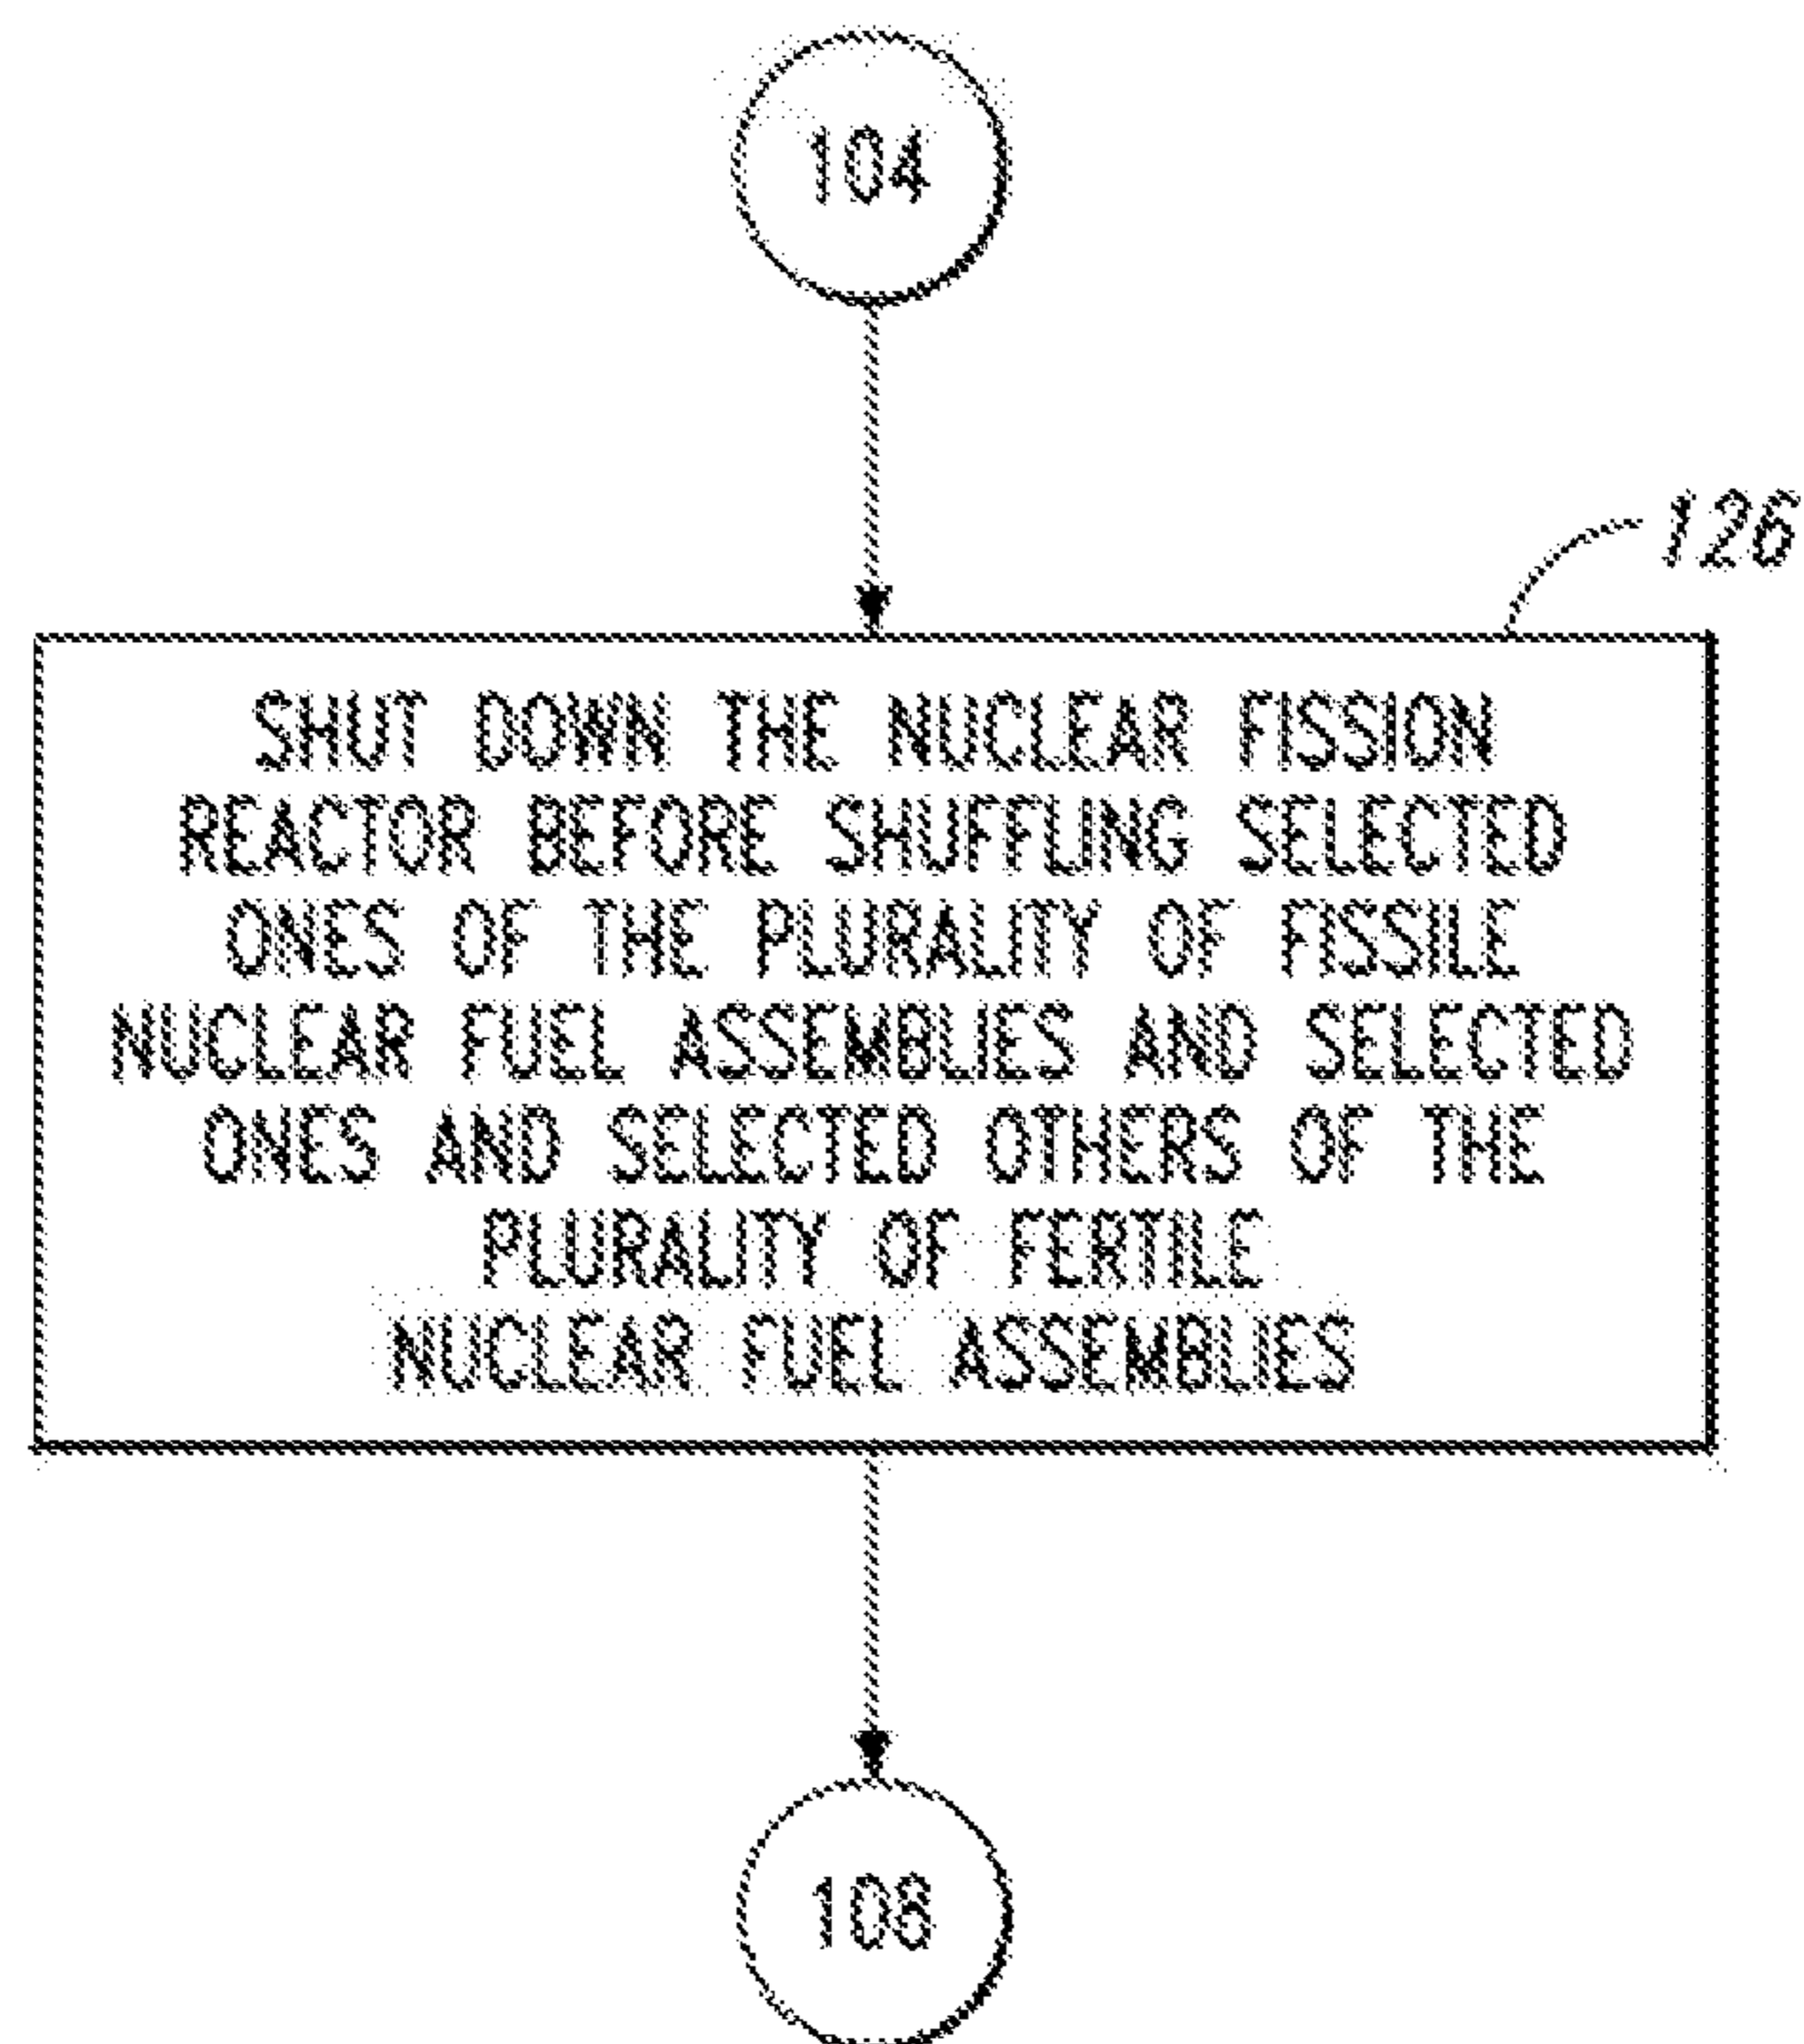 104
126
SHUT DOWN THE NUCLEAR FISSION
REACTOR BEFORE SHUFFLING SELECTED
ONES OF THE PLURALITY OF FISSILE
NUCLEAR FUEL ASSEMBLIES AND SELECTED
ONES AND SELECTED OTHERS OF THE
PLURALITY OF FERTILE
NUCLEAR FUEL ASSEMBLIES
108